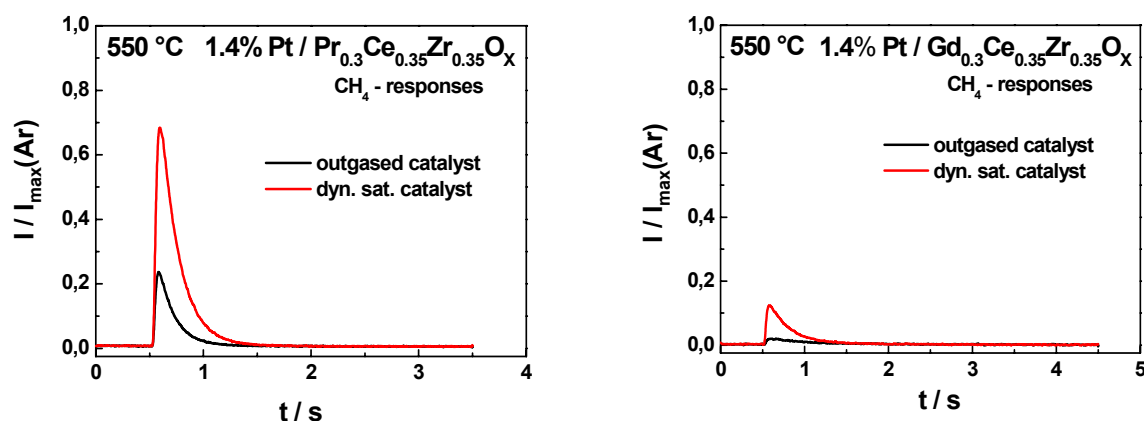 550 °C 1.4% Pt / Pr0.3Ce0.35Zr0.35OX
CH4 - responses
outgased catalyst
dyn. sat. catalyst
I / Imax(Ar)
1,0
0,8
0,6
0,4
0,2
0,0
0 1 2 3 4
t / s
550 °C 1.4% Pt / Gd0.3Ce0.35Zr0.35OX
CH4 - responses
outgased catalyst
dyn. sat. catalyst
I / Imax(Ar)
1,0
0,8
0,6
0,4
0,2
0,0
0 1 2 3 4 5
t / s